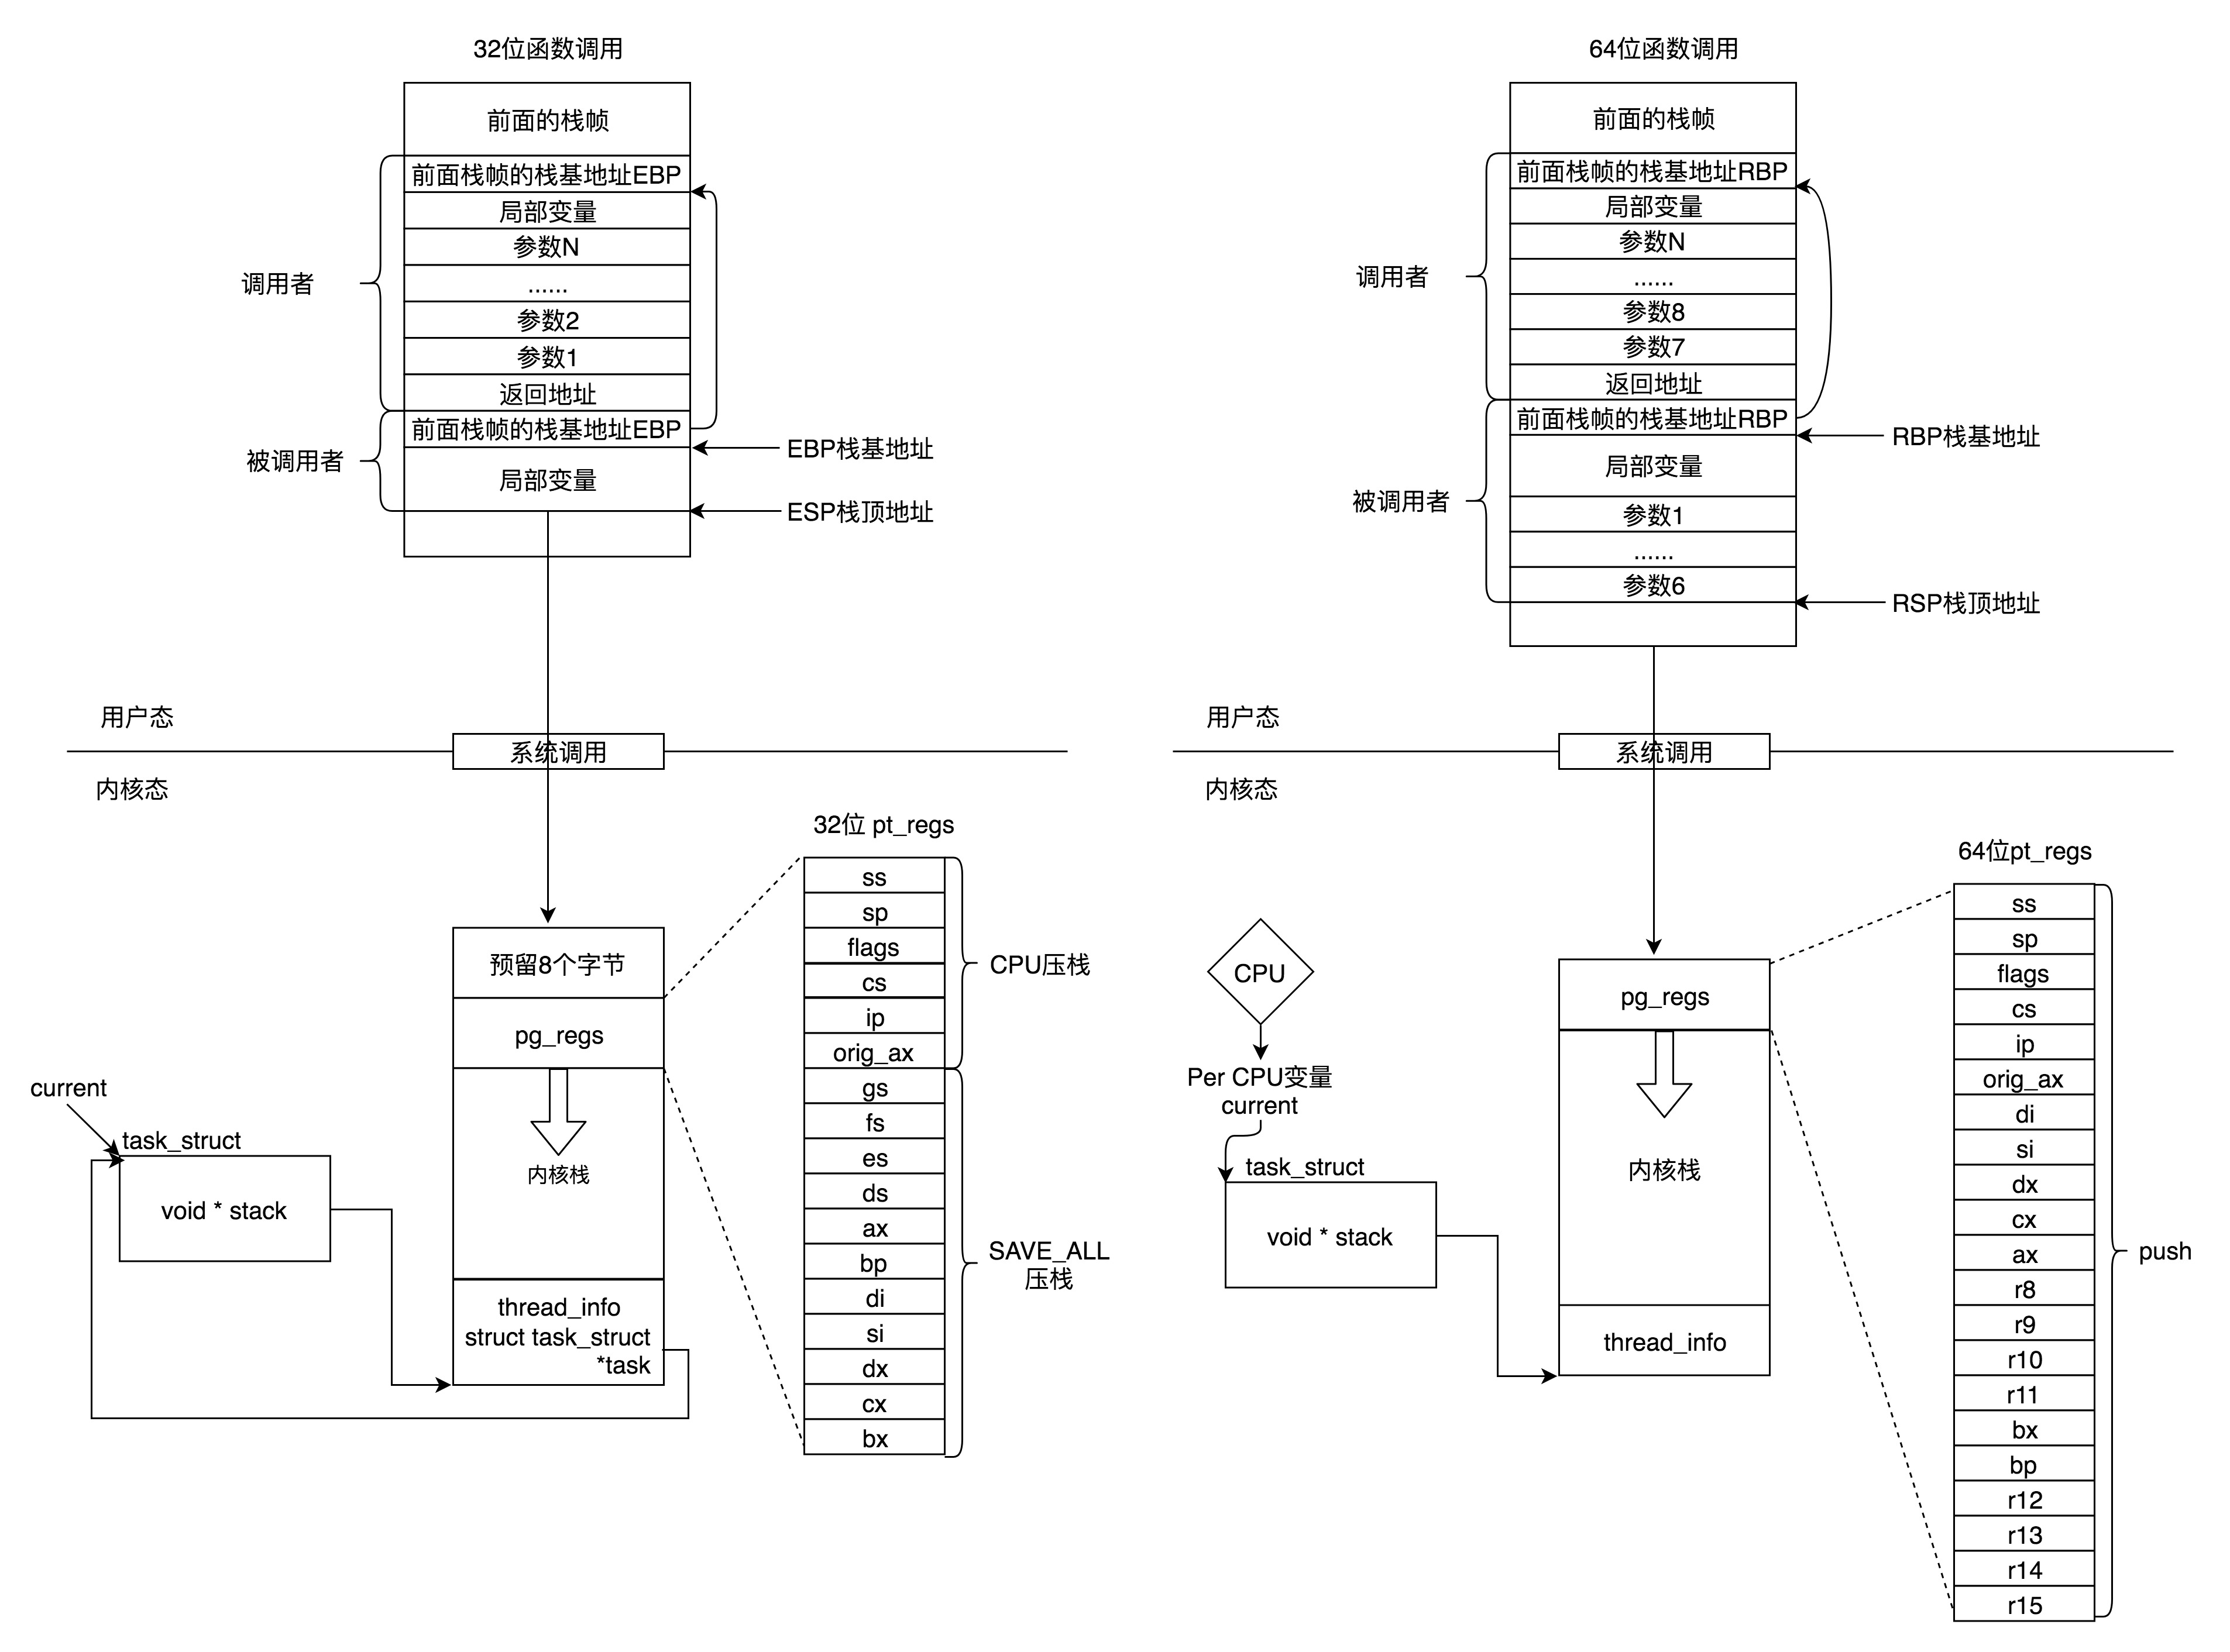 32位函数调用
前面的栈帧
前面栈帧的栈基地址EBP
局部变量
参数N
......
参数2
参数1
返回地址
前面栈帧的栈基地址EBP
局部变量
调用者
被调用者
EBP栈基地址
ESP栈顶地址
用户态
系统调用
内核态
32位 pt_regs
ss
sp
flags
cs
ip
orig_ax
gs
fs
es
ds
ax
bp
di
si
dx
cx
bx
CPU压栈
SAVE_ALL
压栈
预留8个字节
pg_regs
内核栈
thread_info
struct task_struct
*task
current
task_struct
void * stack
64位函数调用
前面的栈帧
前面栈帧的栈基地址RBP
局部变量
参数N
......
参数8
参数7
返回地址
前面栈帧的栈基地址RBP
局部变量
参数1
......
参数6
调用者
被调用者
RBP栈基地址
RSP栈顶地址
用户态
系统调用
内核态
64位pt_regs
ss
sp
flags
cs
ip
orig_ax
di
si
dx
cx
ax
r8
r9
r10
r11
bx
bp
r12
r13
r14
r15
push
CPU
Per CPU变量
current
task_struct
void * stack
pg_regs
内核栈
thread_info